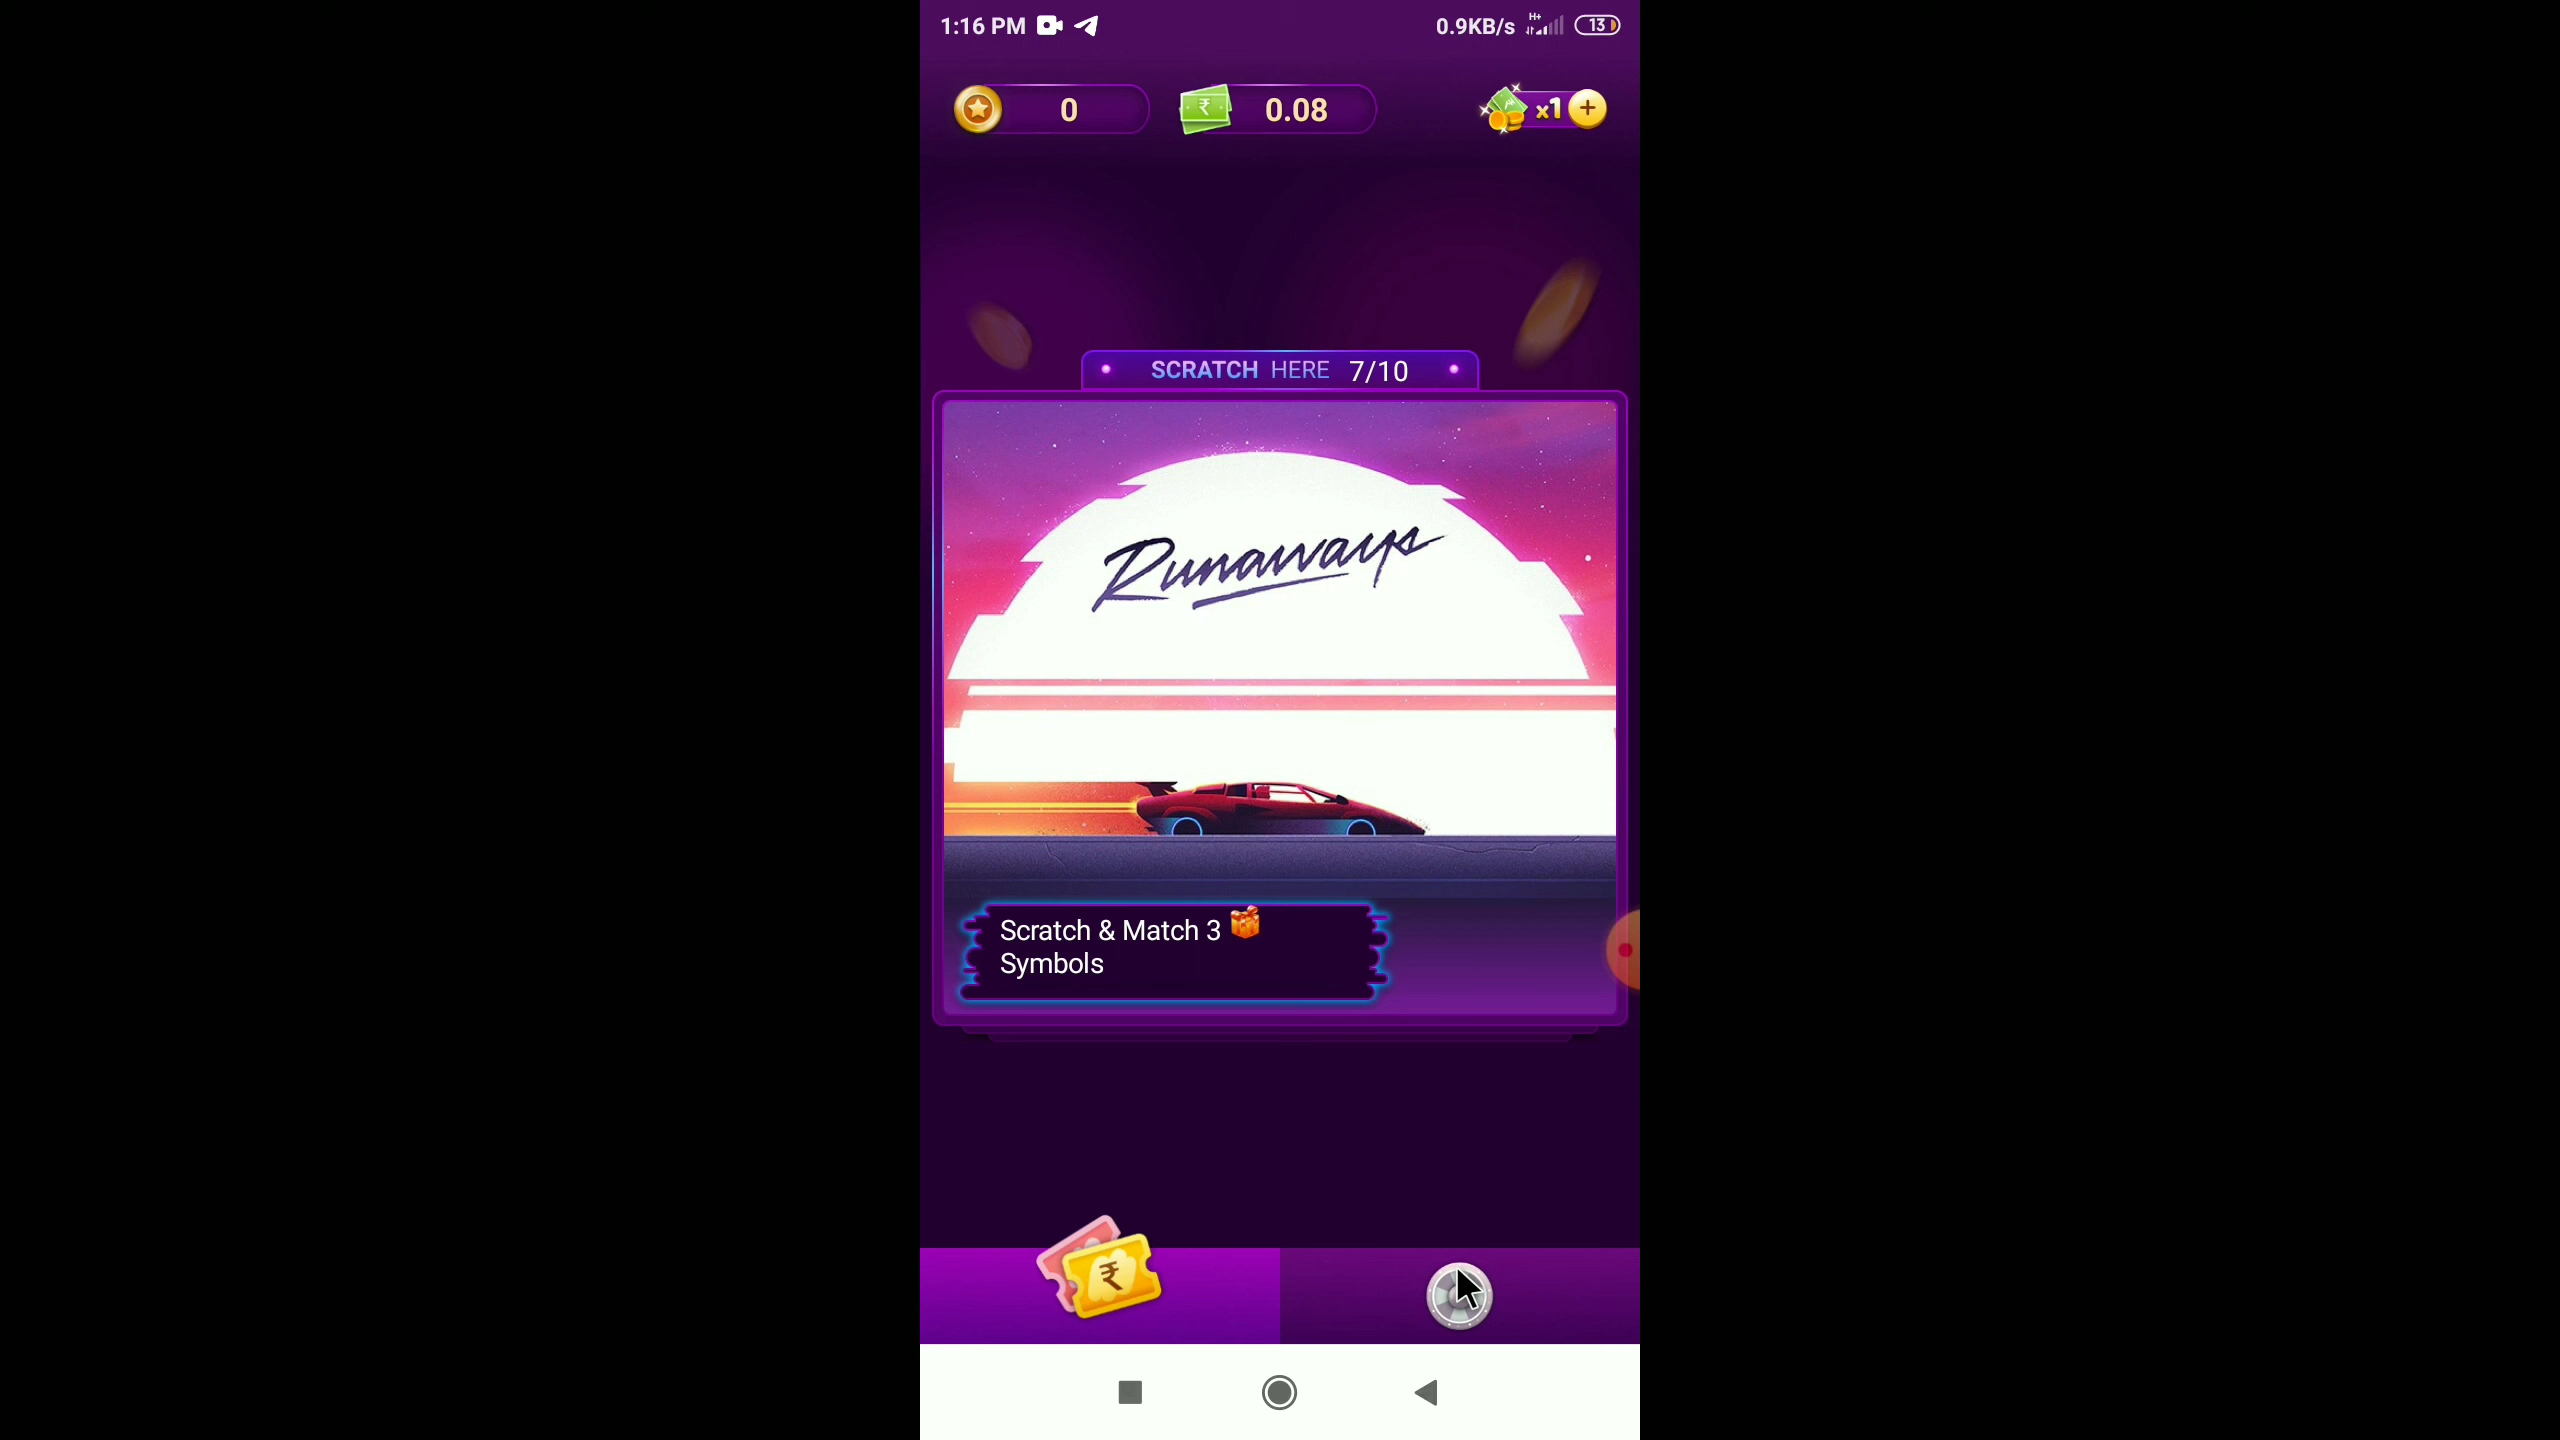 1:16 PM 0.9KB/s H+ 13
0 ₹ 0.08 x1 +
SCRATCH HERE 7/10
Runaways
Scratch & Match 3
Symbols
₹